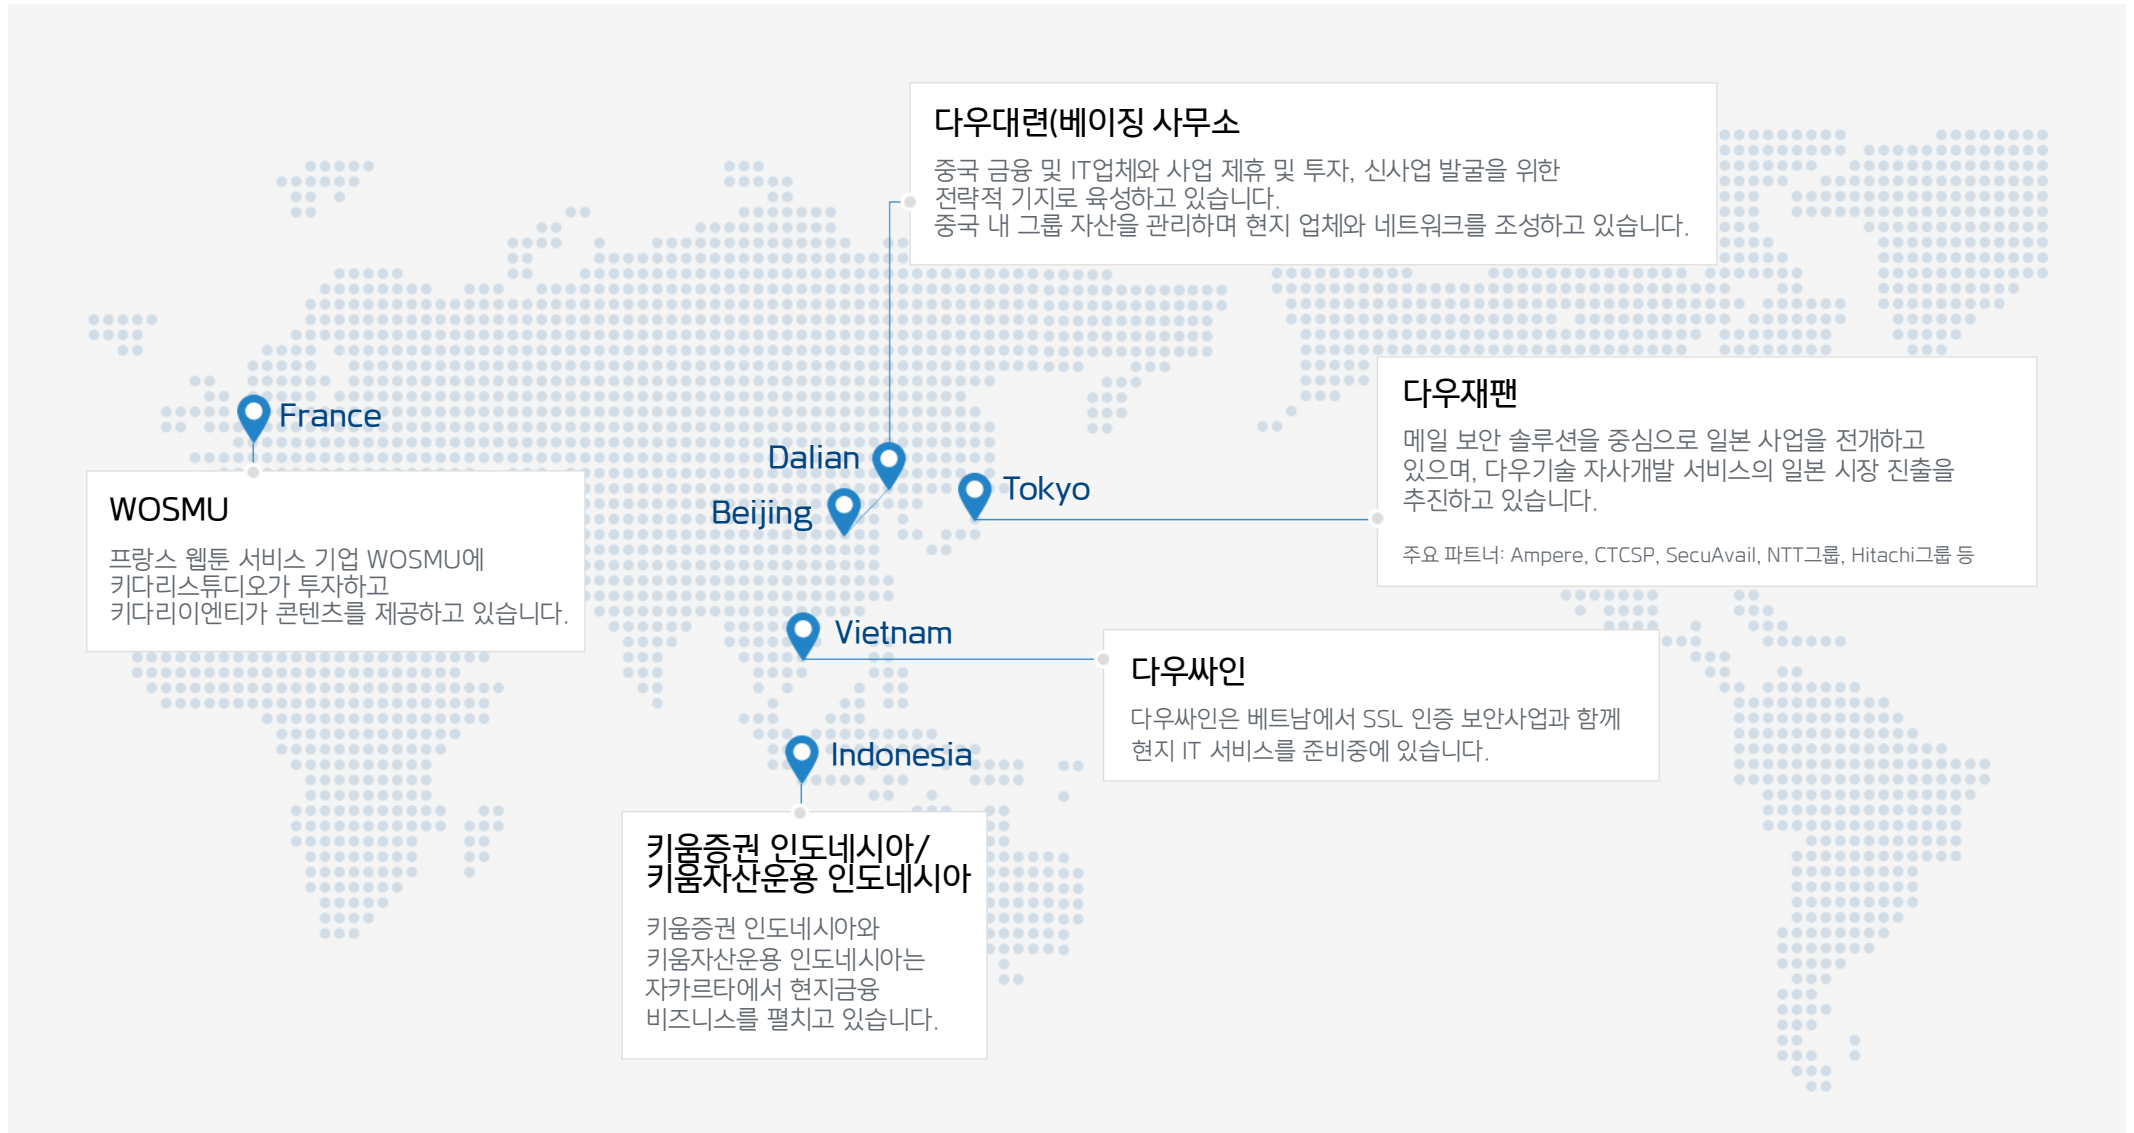 다우대련(베이징 사무소
중국 금융 및 IT업체와 사업 제휴 및 투자, 신사업 발굴을 위한
전략적 기지로 육성하고 있습니다.
중국 내 그룹 자산을 관리하며 현지 업체와 네트워크를 조성하고 있습니다.
France
WOSMU
프랑스 웹툰 서비스 기업 WOSMU에
키다리스튜디오가 투자하고
키다리이엔티가 콘텐츠를 제공하고 있습니다.
Dalian
Beijing
Tokyo
다우재팬
메일 보안 솔루션을 중심으로 일본 사업을 전개하고
있으며, 다우기술 자사개발 서비스의 일본 시장 진출을
추진하고 있습니다.
주요 파트너: Ampere, CTCSP, SecuAvail, NTT그룹, Hitachi그룹 등
Vietnam
다우싸인
다우싸인은 베트남에서 SSL 인증 보안사업과 함께
현지 IT 서비스를 준비중에 있습니다.
Indonesia
키움증권 인도네시아/
키움자산운용 인도네시아
키움증권 인도네시아와
키움자산운용 인도네시아는
자카르타에서 현지금융
비즈니스를 펼치고 있습니다.